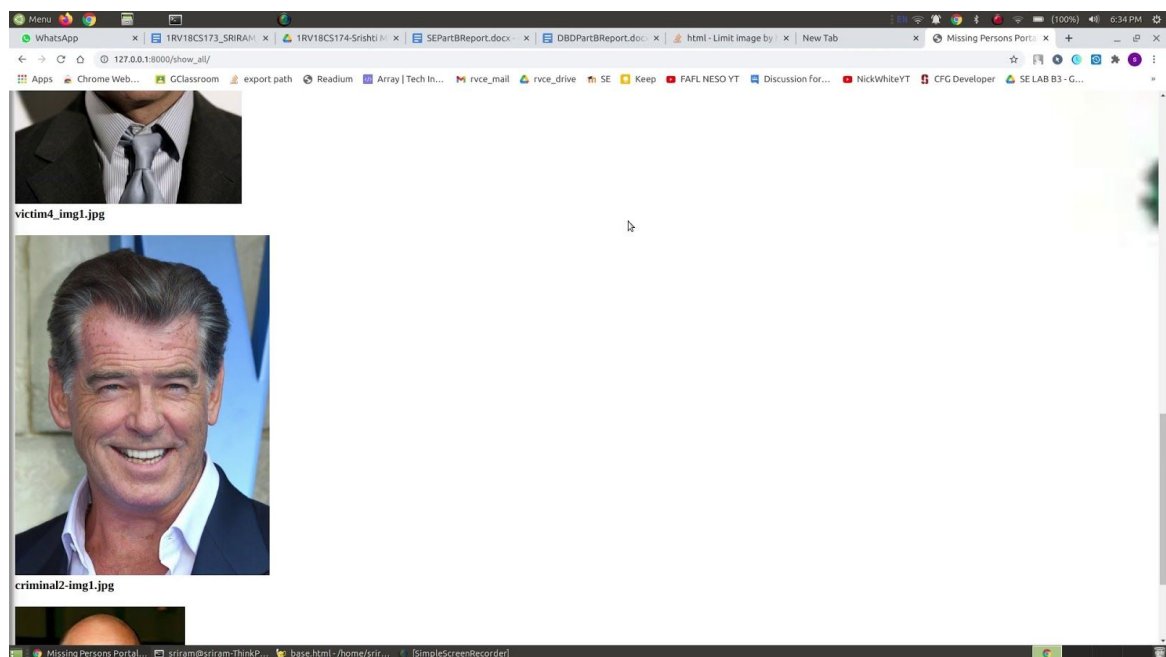 Menu EN (100%) 6:34 PM
WhatsApp 1RV18CS173_SRIRAM 1RV18CS174-Srishti M SEPartBReport.docx - DBDPartBReport.doc html - Limit image by New Tab Missing Persons Porta
127.0.0.1:8000/show_all/
Apps Chrome Web... GClassroom export path Readium Array | Tech In... rvce_mail rvce_drive SE Keep FAFL NESO YT Discussion for... NickWhiteYT CFG Developer SE LAB B3 - G... »
victim4_img1.jpg
criminal2-img1.jpg
Missing Persons Portal... sriram@sriram-ThinkP... base.html - /home/srir... [SimpleScreenRecorder]